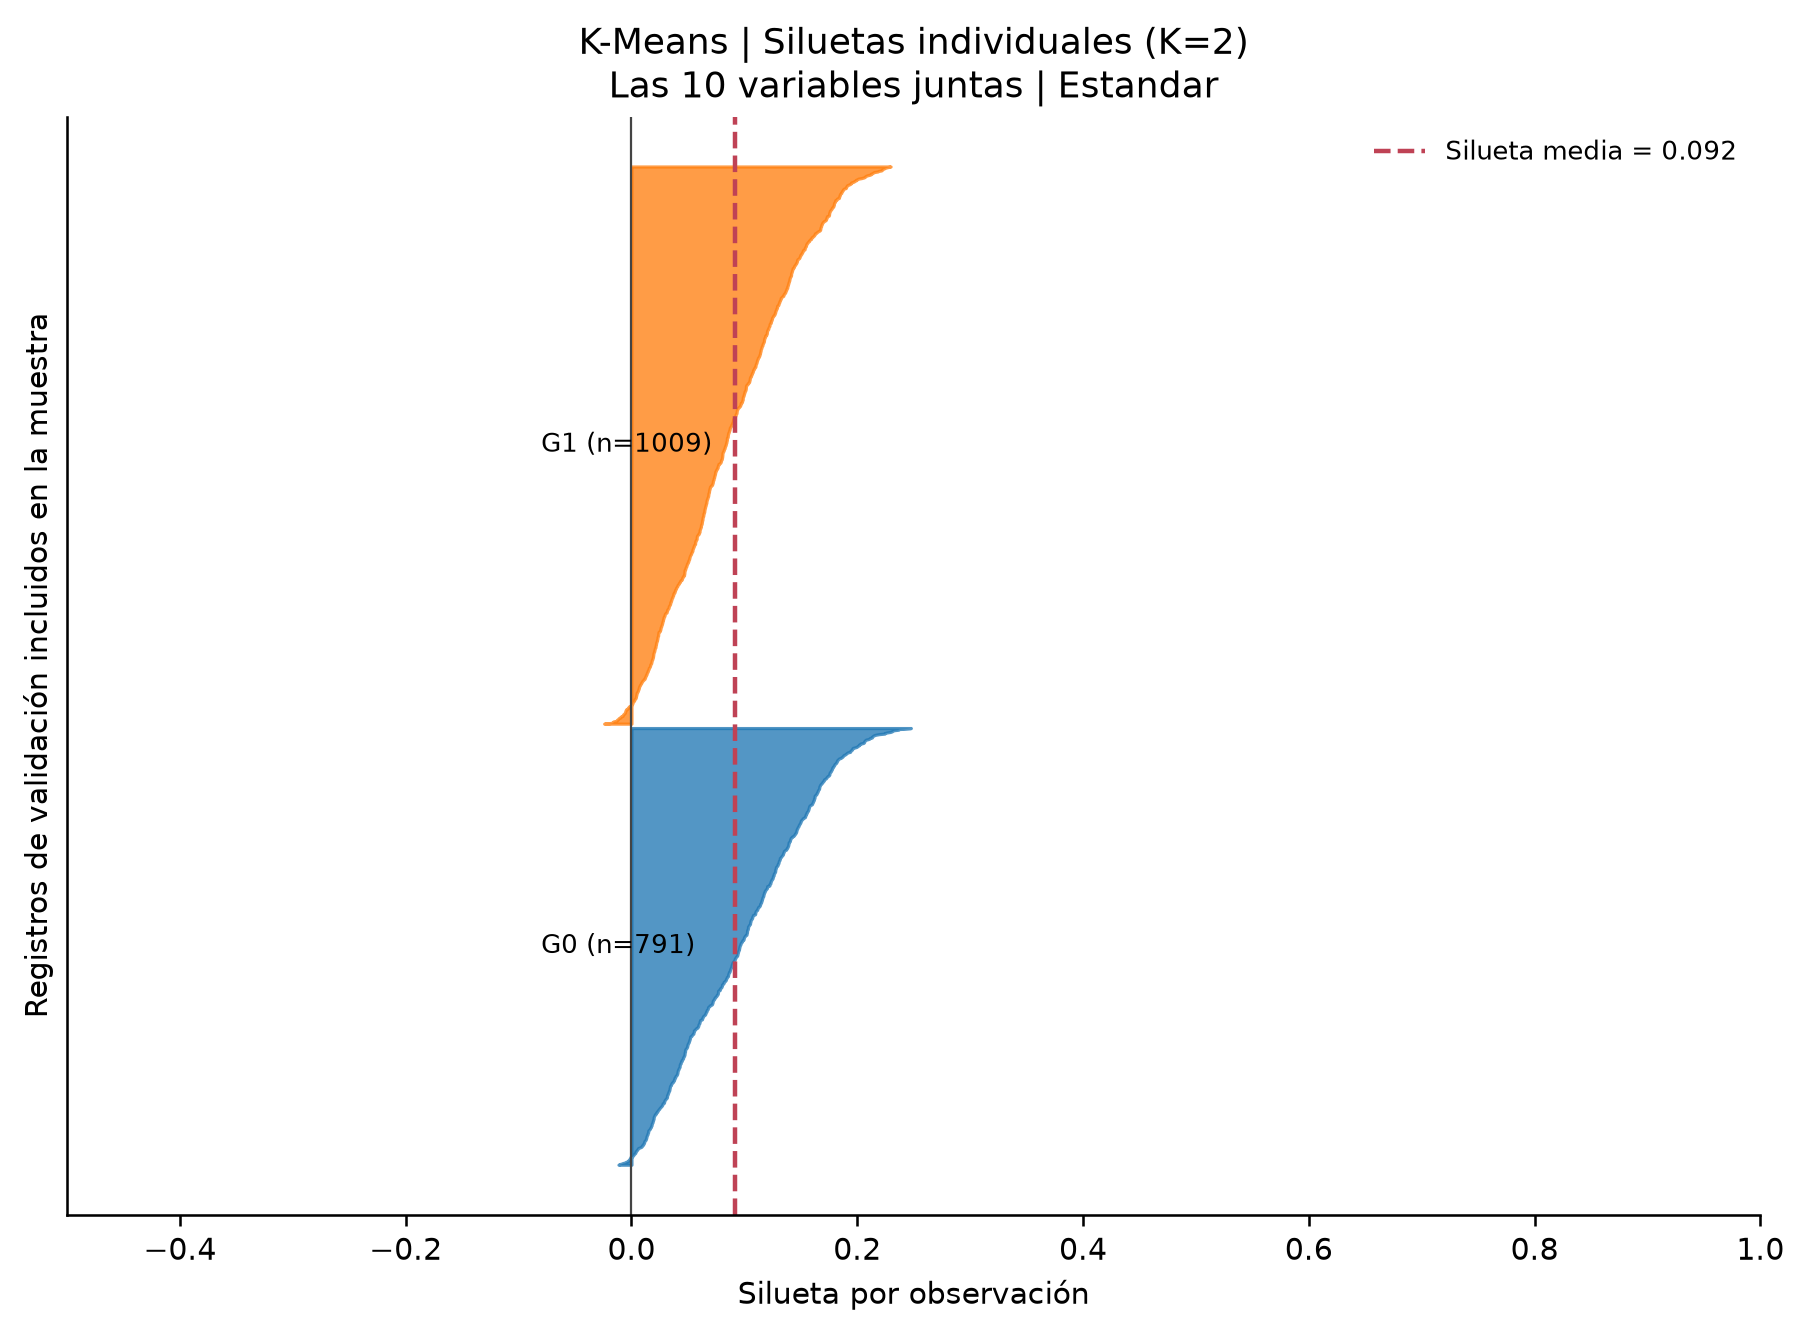 K-Means | Siluetas individuales (K=2)
Las 10 variables juntas | Estandar
Silueta media = 0.092
Registros de validación incluidos en la muestra
G1 (n=1009)
G0 (n=791)
−0.4 −0.2 0.0 0.2 0.4 0.6 0.8 1.0
Silueta por observación